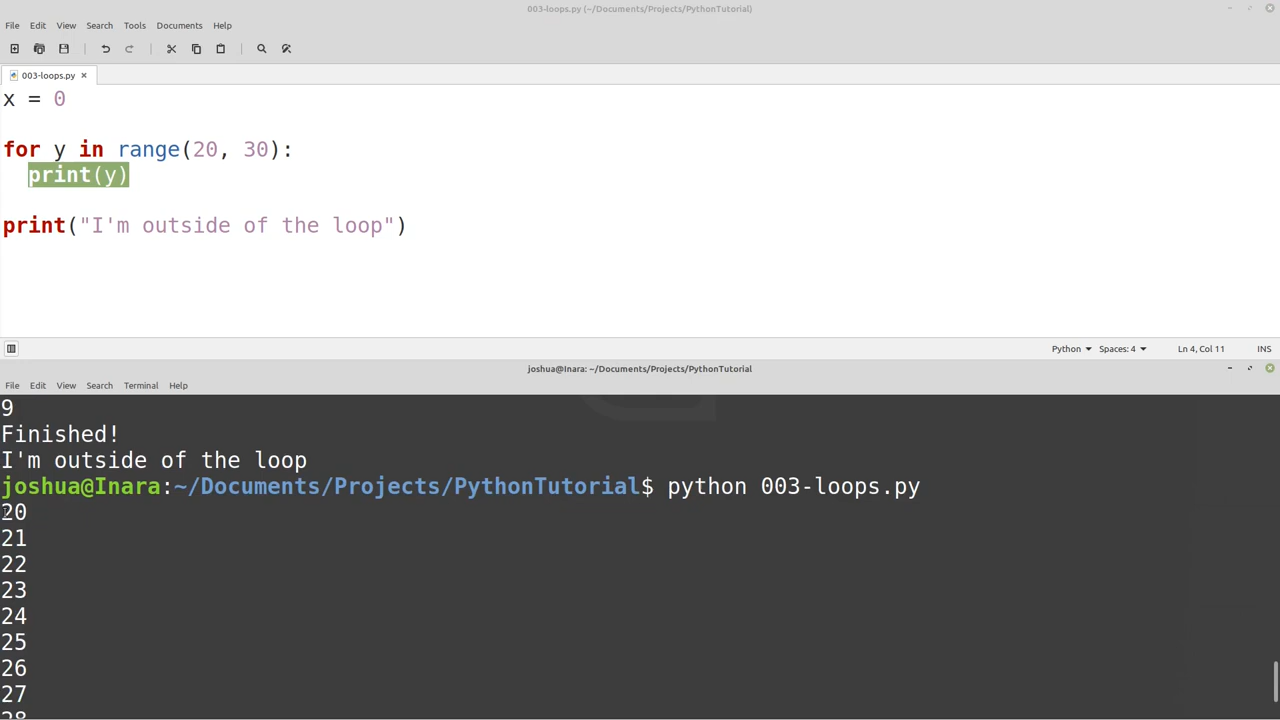 003-loops.py (~/Documents/Projects/PythonTutorial)
File Edit View Search Tools Documents Help
003-loops.py ×
x = 0
for y in range(20, 30):
print(y)
print("I'm outside of the loop")
Python Spaces: 4 Ln 4, Col 11 INS
joshua@Inara: ~/Documents/Projects/PythonTutorial
File Edit View Search Terminal Help
9
Finished!
I'm outside of the loop
joshua@Inara:~/Documents/Projects/PythonTutorial$ python 003-loops.py
20
21
22
23
24
25
26
27
28